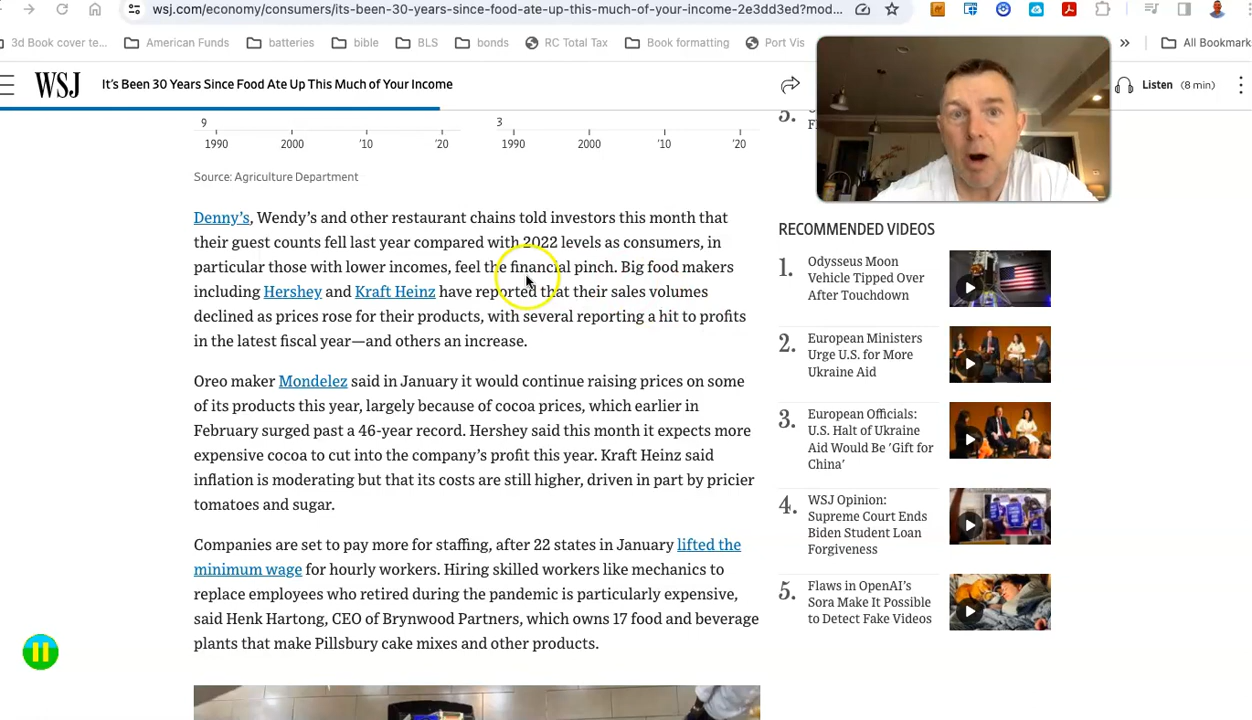 wsj.com/economy/consumers/its-been-30-years-since-food-ate-up-this-much-of-your-income-2e3dd3ed?mod...
3d Book cover te...
American Funds
batteries
bible
BLS
bonds
RC Total Tax
Book formatting
Port Vis
»
All Bookmark
WSJ
It's Been 30 Years Since Food Ate Up This Much of Your Income
Listen (8 min)
9
1990 2000 '10 '20
3
1990 2000 '10 '20
Source: Agriculture Department
Denny's, Wendy's and other restaurant chains told investors this month that
their guest counts fell last year compared with 2022 levels as consumers, in
particular those with lower incomes, feel the financial pinch. Big food makers
including Hershey and Kraft Heinz have reported that their sales volumes
declined as prices rose for their products, with several reporting a hit to profits
in the latest fiscal year—and others an increase.
Oreo maker Mondelez said in January it would continue raising prices on some
of its products this year, largely because of cocoa prices, which earlier in
February surged past a 46-year record. Hershey said this month it expects more
expensive cocoa to cut into the company's profit this year. Kraft Heinz said
inflation is moderating but that its costs are still higher, driven in part by pricier
tomatoes and sugar.
Companies are set to pay more for staffing, after 22 states in January lifted the
minimum wage for hourly workers. Hiring skilled workers like mechanics to
replace employees who retired during the pandemic is particularly expensive,
said Henk Hartong, CEO of Brynwood Partners, which owns 17 food and beverage
plants that make Pillsbury cake mixes and other products.
RECOMMENDED VIDEOS
1. Odysseus Moon
Vehicle Tipped Over
After Touchdown
2. European Ministers
Urge U.S. for More
Ukraine Aid
3. European Officials:
U.S. Halt of Ukraine
Aid Would Be 'Gift for
China'
4. WSJ Opinion:
Supreme Court Ends
Biden Student Loan
Forgiveness
5. Flaws in OpenAI's
Sora Make It Possible
to Detect Fake Videos